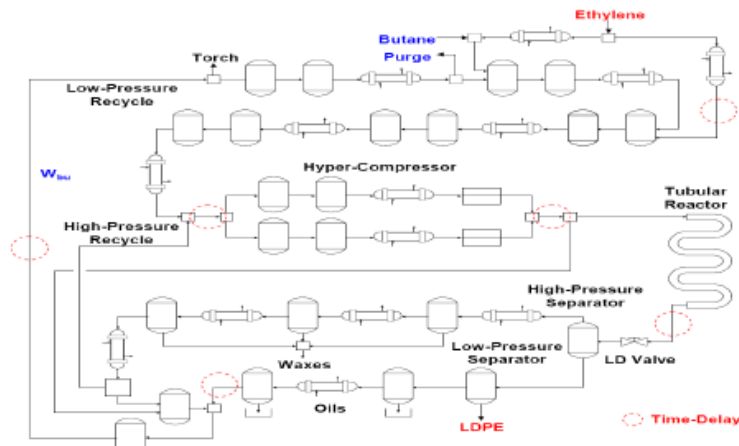 Ethylene
Butane
Purge
Torch
Low-Pressure
Recycle
Hyper-Compressor
Wbu
Tubular
Reactor
High-Pressure
Recycle
High-Pressure
Separator
Low-Pressure
Separator
LD Valve
Waxes
Oils
LDPE
Time-Delay